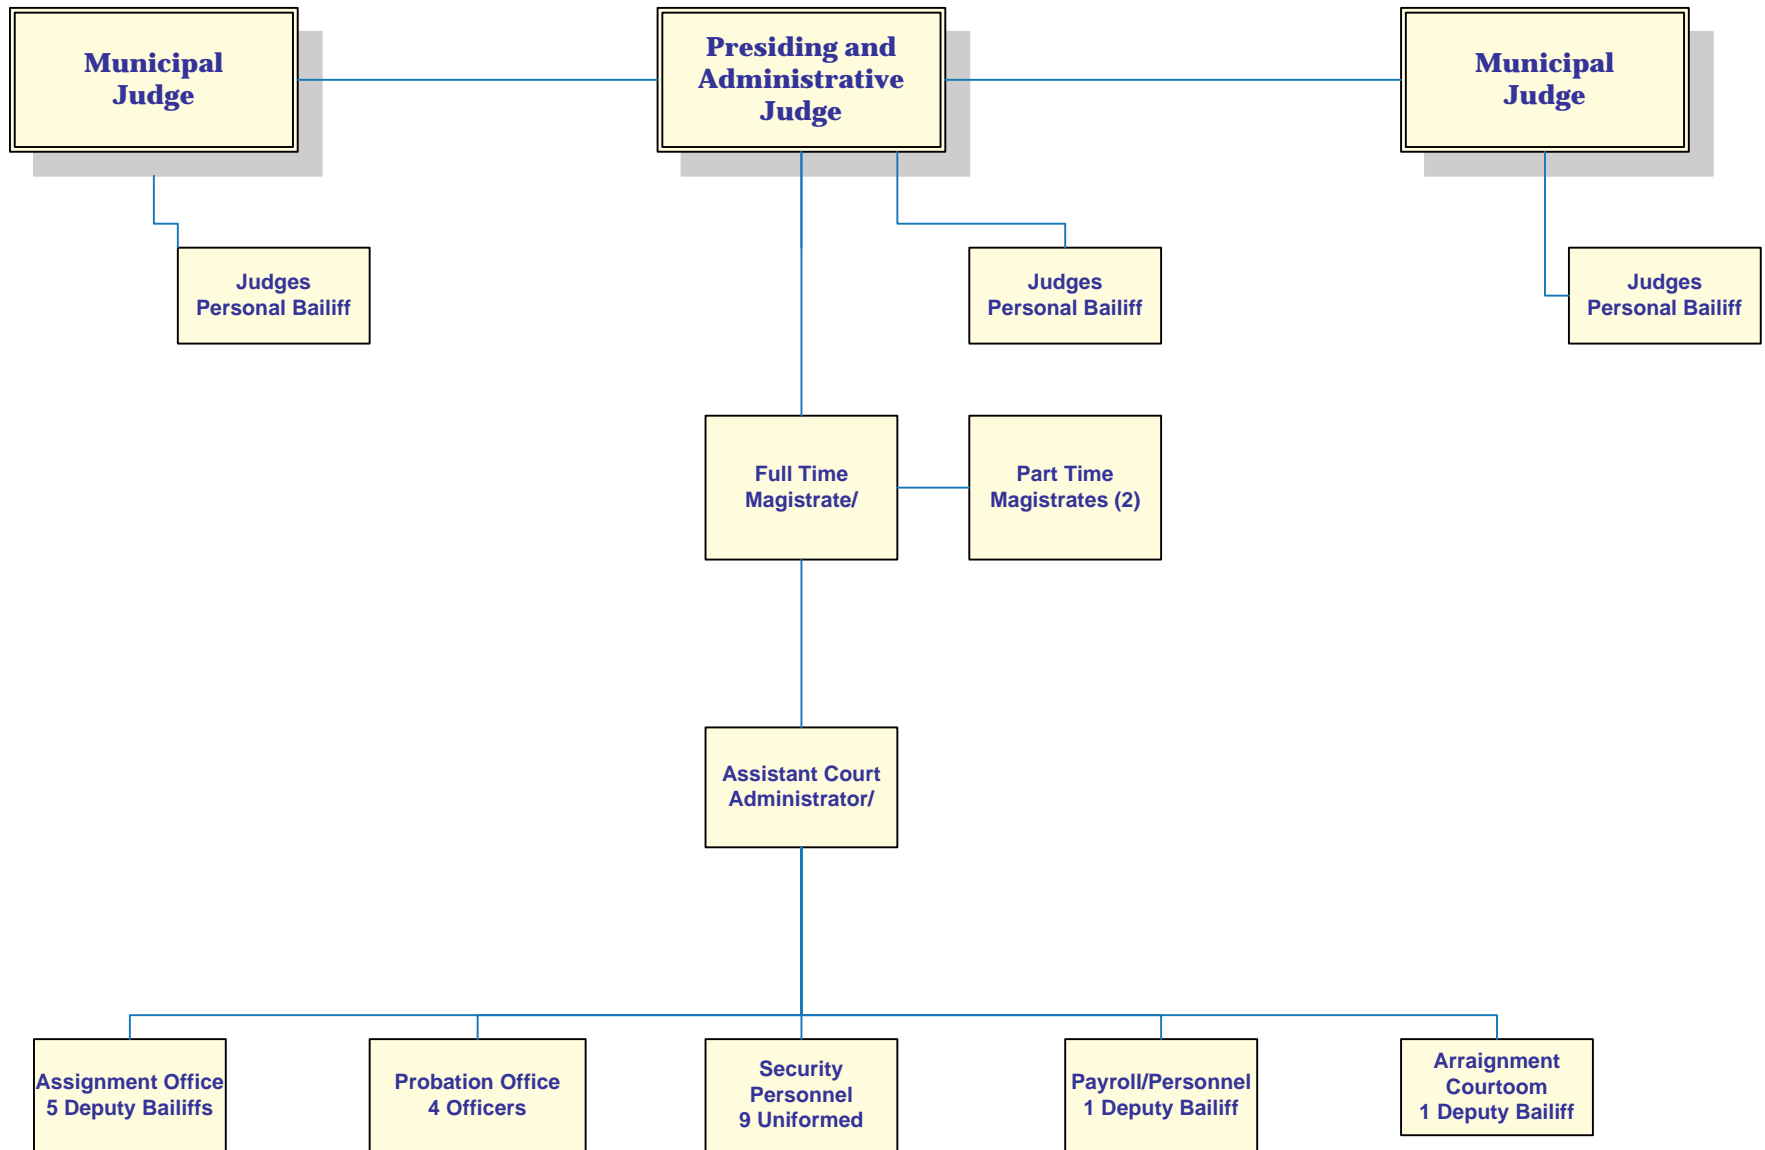 Municipal
Judge
Presiding and
Administrative
Judge
Municipal
Judge
Judges
Personal Bailiff
Judges
Personal Bailiff
Judges
Personal Bailiff
Full Time
Magistrate/
Part Time
Magistrates (2)
Assistant Court
Administrator/
Assignment Office
5 Deputy Bailiffs
Probation Office
4 Officers
Security
Personnel
9 Uniformed
Payroll/Personnel
1 Deputy Bailiff
Arraignment
Courtoom
1 Deputy Bailiff